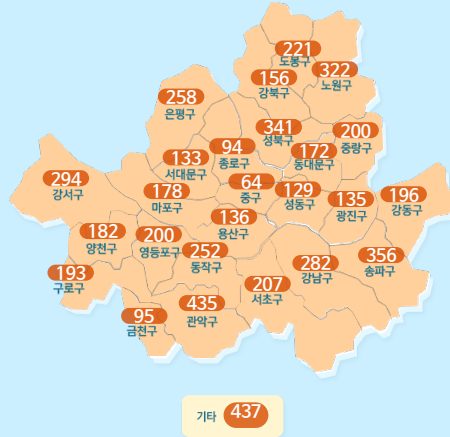 221
도봉구
322
노원구
156
강북구
258
은평구
341
성북구
200
중랑구
94
종로구
172
동대문구
133
서대문구
294
강서구
178
마포구
64
중구
129
성동구
135
광진구
196
강동구
136
용산구
182
양천구
200
영등포구
252
동작구
282
강남구
356
송파구
193
구로구
207
서초구
435
관악구
95
금천구
기타 437